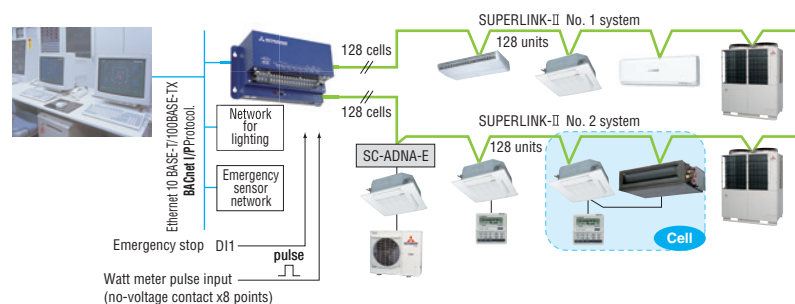 SUPERLINK-II No. 1 system
128 cells
128 units
128 cells
SUPERLINK-II No. 2 system
128 units
Ethernet 10 BASE-T/100BASE-TX
BACnet I/P Protocol.
Network
for
lighting
SC-ADNA-E
Emergency
sensor
network
Cell
Emergency stop DI1
pulse
Watt meter pulse input
(no-voltage contact x8 points)